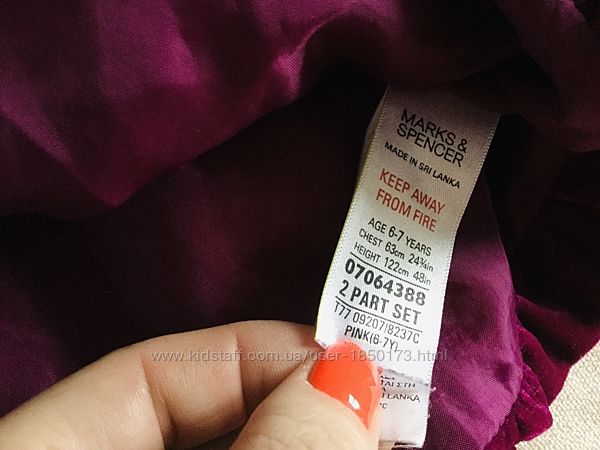 MARKS &
SPENCER
MADE IN SRI LANKA
KEEP AWAY
FROM FIRE
AGE 6-7 YEARS
CHEST 63cm 24¾in
HEIGHT 122cm 48in
07064388
2 PART SET
T77 09207/8237C
PINK(6-7Y)
www.kidstaff.com.ua/user-1850173.html
ΣΤΗ
LANKA